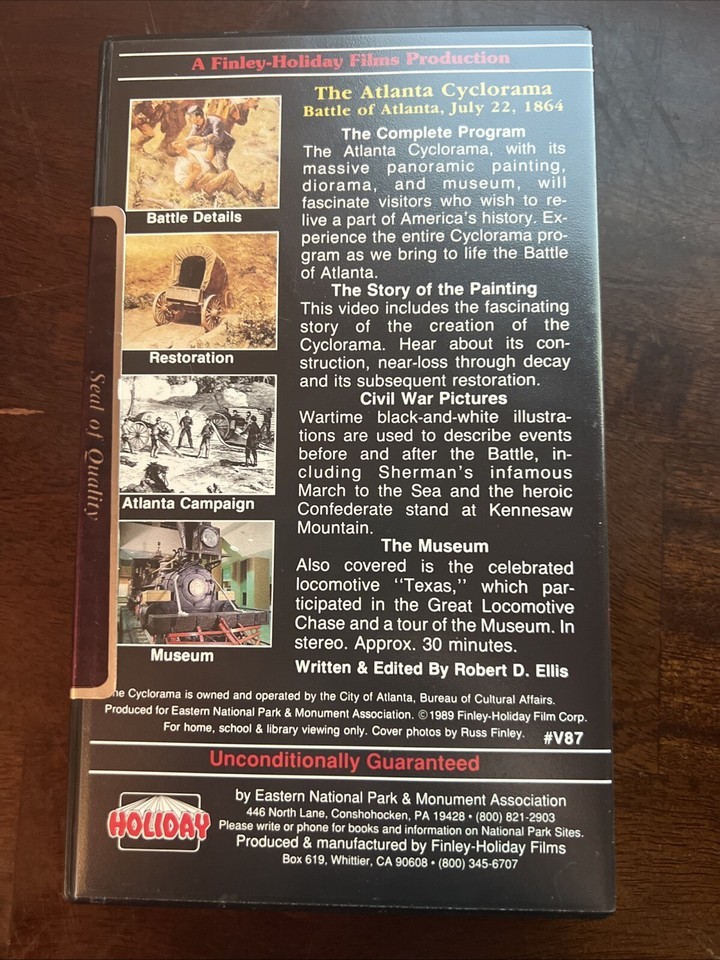 A Finley-Holiday Films Production
The Atlanta Cyclorama
Battle of Atlanta, July 22, 1864
The Complete Program
The Atlanta Cyclorama, with its
massive panoramic painting,
diorama, and museum, will
fascinate visitors who wish to re-
live a part of America's history. Ex-
perience the entire Cyclorama pro-
gram as we bring to life the Battle
of Atlanta.
The Story of the Painting
This video includes the fascinating
story of the creation of the
Cyclorama. Hear about its con-
struction, near-loss through decay
and its subsequent restoration.
Civil War Pictures
Wartime black-and-white illustra-
tions are used to describe events
before and after the Battle, in-
cluding Sherman's infamous
March to the Sea and the heroic
Confederate stand at Kennesaw
Mountain.
The Museum
Also covered is the celebrated
locomotive "Texas," which par-
ticipated in the Great Locomotive
Chase and a tour of the Museum. In
stereo. Approx. 30 minutes.
Written & Edited By Robert D. Ellis
Battle Details
Restoration
Atlanta Campaign
Museum
Seal of Quality
he Cyclorama is owned and operated by the City of Atlanta, Bureau of Cultural Affairs.
Produced for Eastern National Park & Monument Association. ©1989 Finley-Holiday Film Corp.
For home, school & library viewing only. Cover photos by Russ Finley. #V87
Unconditionally Guaranteed
HOLIDAY
by Eastern National Park & Monument Association
446 North Lane, Conshohocken, PA 19428 • (800) 821-2903
Please write or phone for books and information on National Park Sites.
Produced & manufactured by Finley-Holiday Films
Box 619, Whittier, CA 90608 • (800) 345-6707